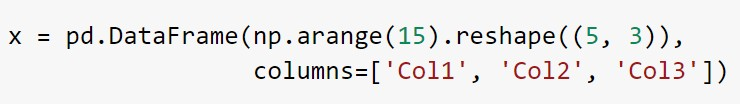 x = pd.DataFrame(np.arange(15).reshape((5, 3)),
columns=['Col1', 'Col2', 'Col3'])